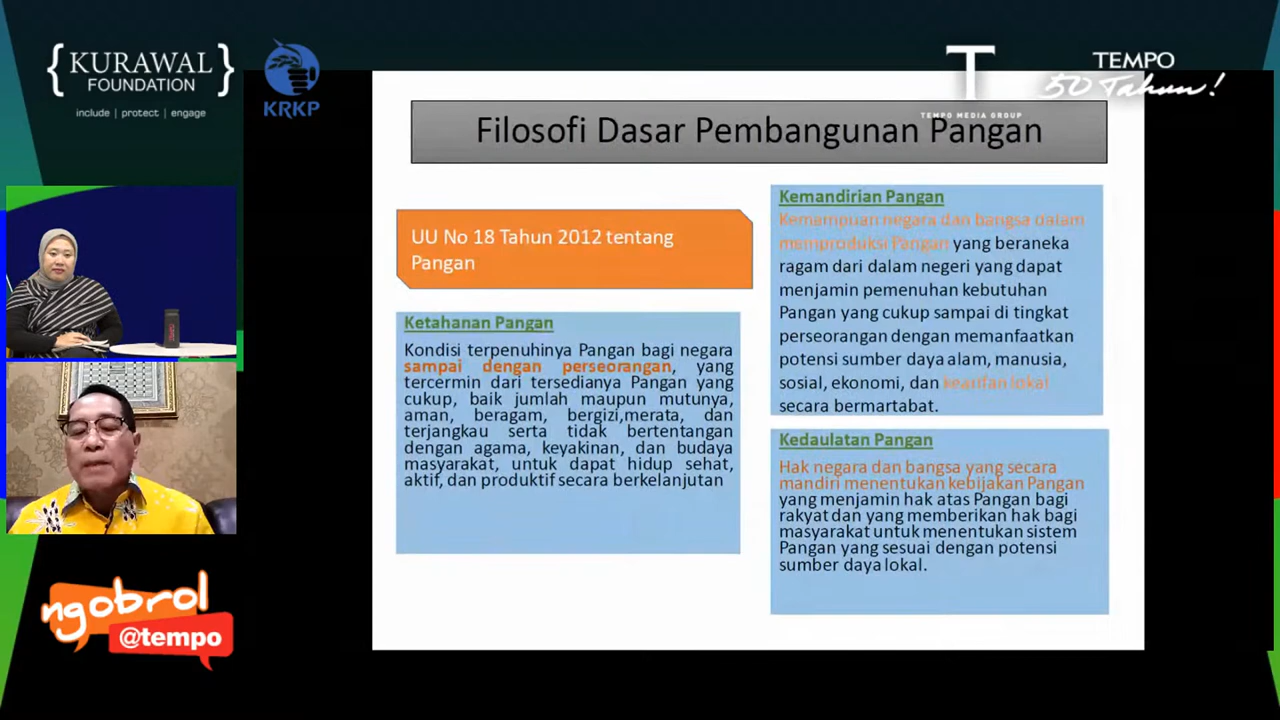 { KURAWAL }
FOUNDATION
include | protect | engage
KRKP
T
TEMPO MEDIA GROUP
TEMPO
50 Tahun!
Filosofi Dasar Pembangunan Pangan
UU No 18 Tahun 2012 tentang
Pangan
Ketahanan Pangan
Kondisi terpenuhinya Pangan bagi negara
sampai dengan perseorangan, yang
tercermin dari tersedianya Pangan yang
cukup, baik jumlah maupun mutunya,
aman, beragam, bergizi,merata, dan
terjangkau serta tidak bertentangan
dengan agama, keyakinan, dan budaya
masyarakat, untuk dapat hidup sehat,
aktif, dan produktif secara berkelanjutan
Kemandirian Pangan
Kemampuan negara dan bangsa dalam
memproduksi Pangan yang beraneka
ragam dari dalam negeri yang dapat
menjamin pemenuhan kebutuhan
Pangan yang cukup sampai di tingkat
perseorangan dengan memanfaatkan
potensi sumber daya alam, manusia,
sosial, ekonomi, dan kearifan lokal
secara bermartabat.
Kedaulatan Pangan
Hak negara dan bangsa yang secara
mandiri menentukan kebijakan Pangan
yang menjamin hak atas Pangan bagi
rakyat dan yang memberikan hak bagi
masyarakat untuk menentukan sistem
Pangan yang sesuai dengan potensi
sumber daya lokal.
ngobrol
@tempo